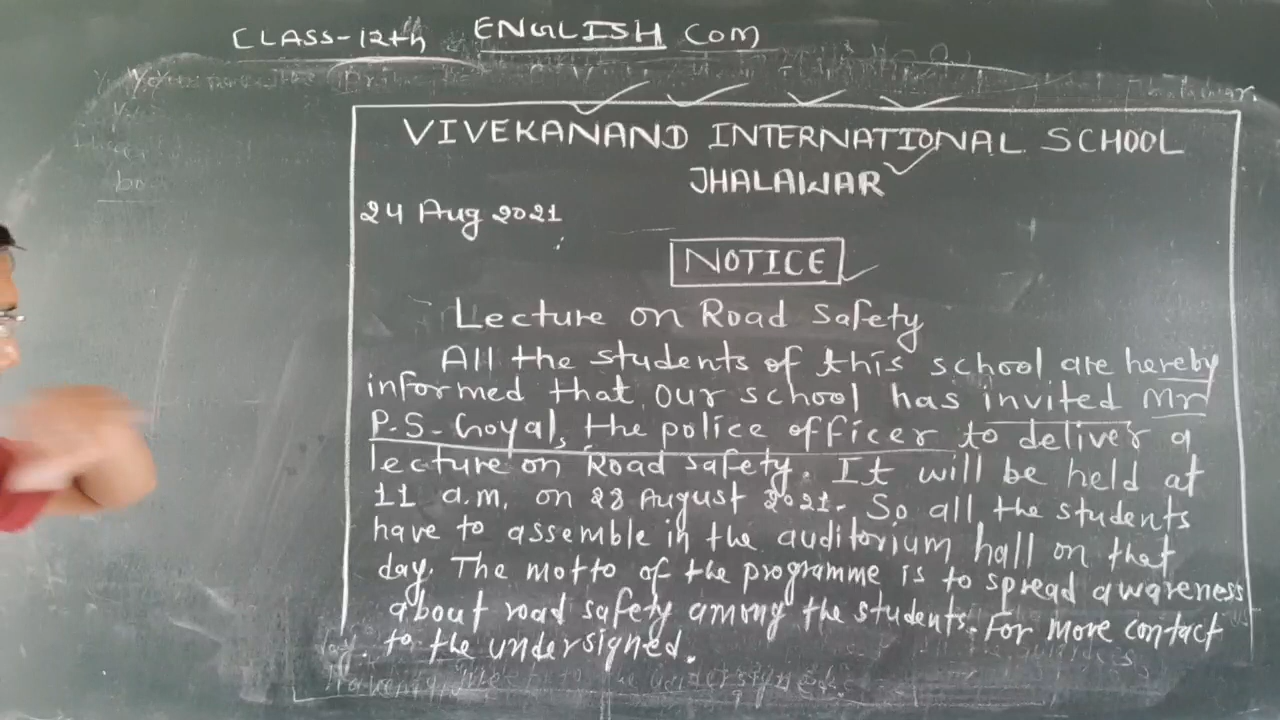 CLASS-12th ENGLISH COM
VIVEKANAND INTERNATIONAL SCHOOL
JHALAWAR
24 Aug 2021
NOTICE
Lecture on Road Safety
All the students of this school are hereby
informed that our school has invited Mr
P.S. Goyal, the police officer to deliver a
lecture on Road safety. It will be held at
11 a.m. on 28 August 2021. So all the students
have to assemble in the auditorium hall on that
day. The motto of the programme is to spread awareness
about road safety among the students. For more contact
to the undersigned.